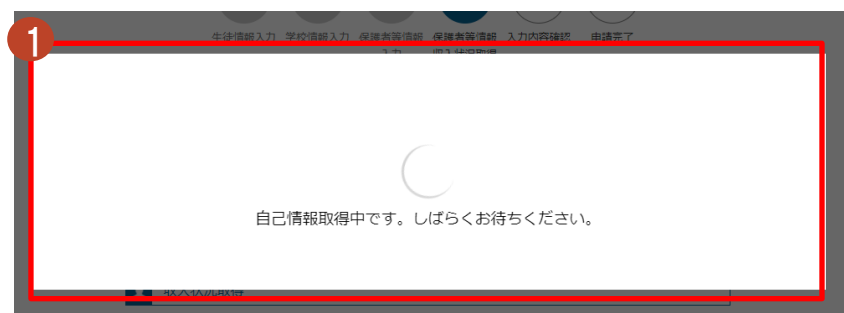 1
生徒情報入力 学校情報入力 保護者等情報 保護者等情報 入力内容確認 申請完了
入力 収入状況取得
自己情報取得中です。しばらくお待ちください。
収入状況取得